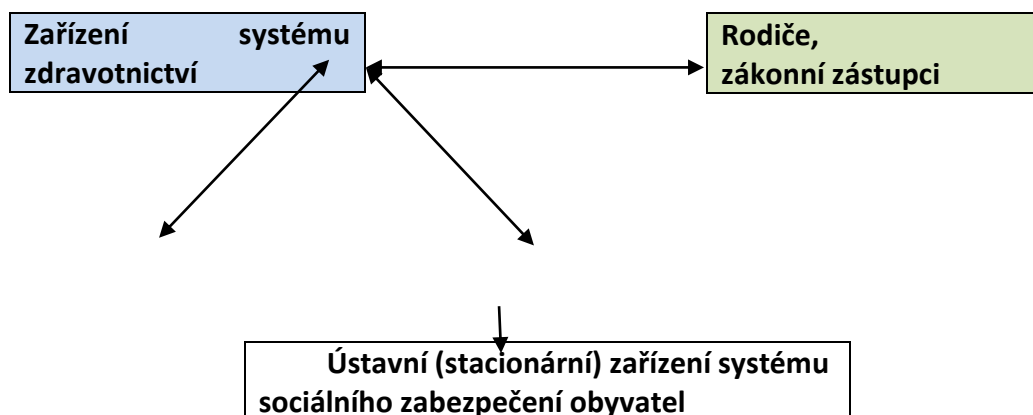 Zařízení systému
zdravotnictví
Rodiče,
zákonní zástupci
Ústavní (stacionární) zařízení systému
sociálního zabezpečení obyvatel